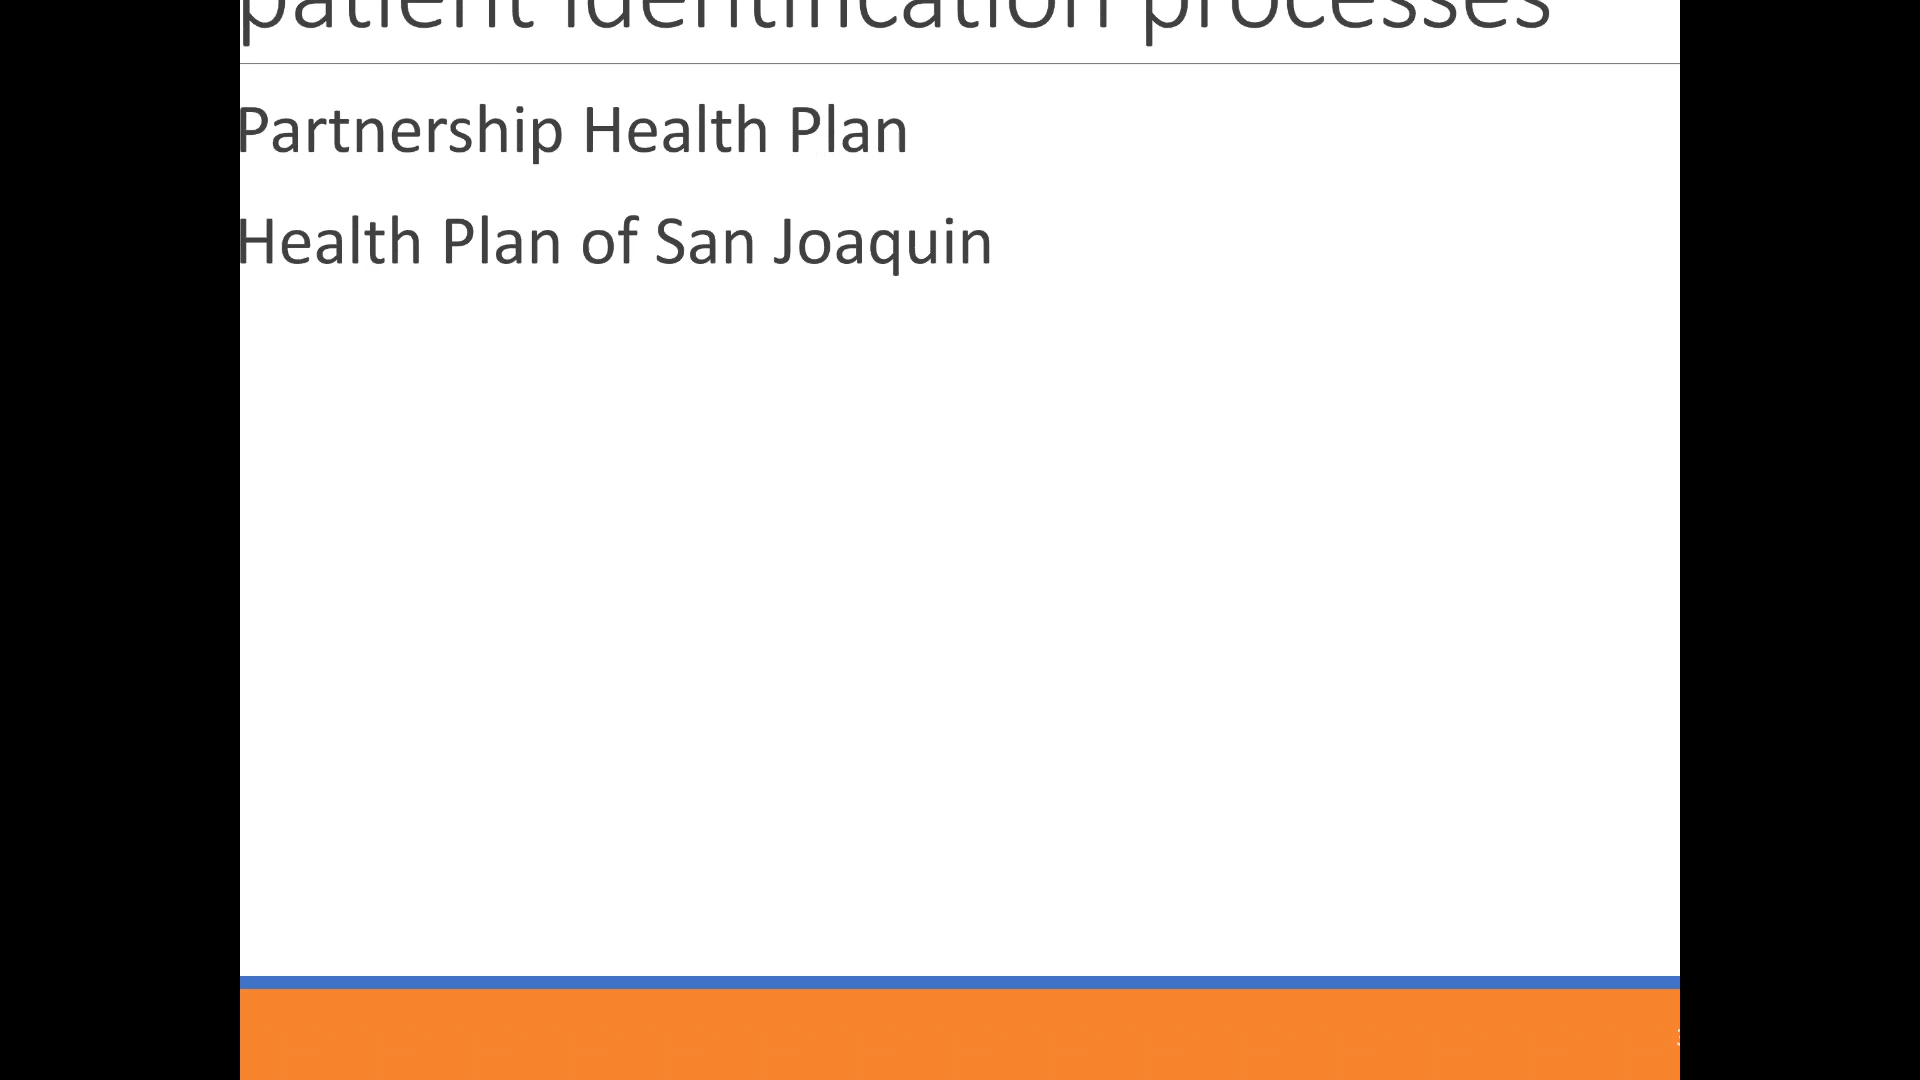 patient identification processes
Partnership Health Plan
Health Plan of San Joaquin